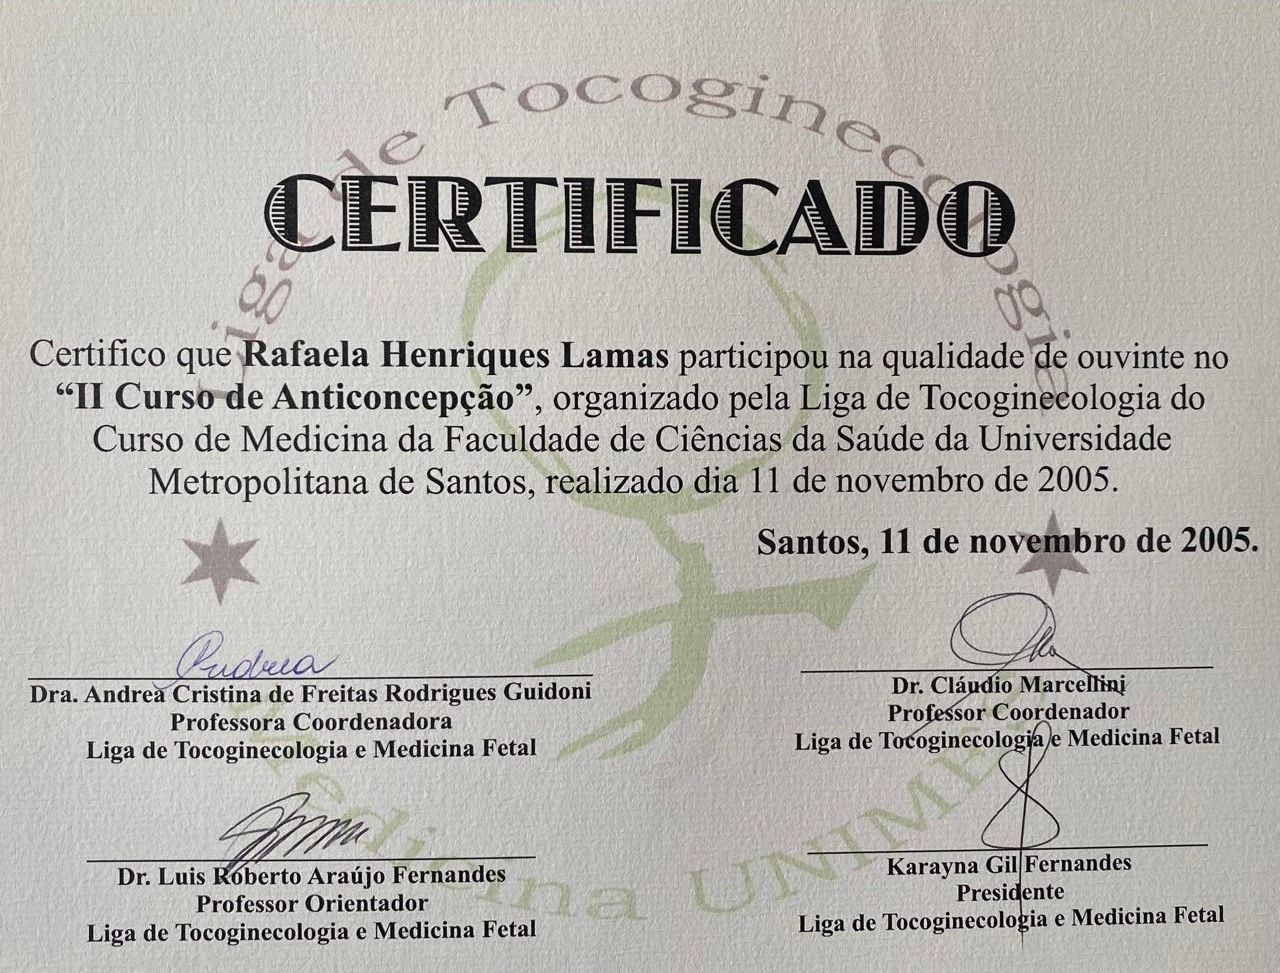 Liga de Tocoginecologie
CERTIFICADO
Certifico que Rafaela Henriques Lamas participou na qualidade de ouvinte no
“II Curso de Anticoncepção”, organizado pela Liga de Tocoginecologia do
Curso de Medicina da Faculdade de Ciências da Saúde da Universidade
Metropolitana de Santos, realizado dia 11 de novembro de 2005.
Santos, 11 de novembro de 2005.
Andrea
Dra. Andrea Cristina de Freitas Rodrigues Guidoni
Professora Coordenadora
Liga de Tocoginecologia e Medicina Fetal
Dr. Cláudio Marcellini
Professor Coordenador
Liga de Tocoginecologia e Medicina Fetal
Dr. Luis Roberto Araújo Fernandes
Professor Orientador
Liga de Tocoginecologia e Medicina Fetal
Karayna Gil Fernandes
Presidente
Liga de Tocoginecologia e Medicina Fetal
Medicina UNIMES